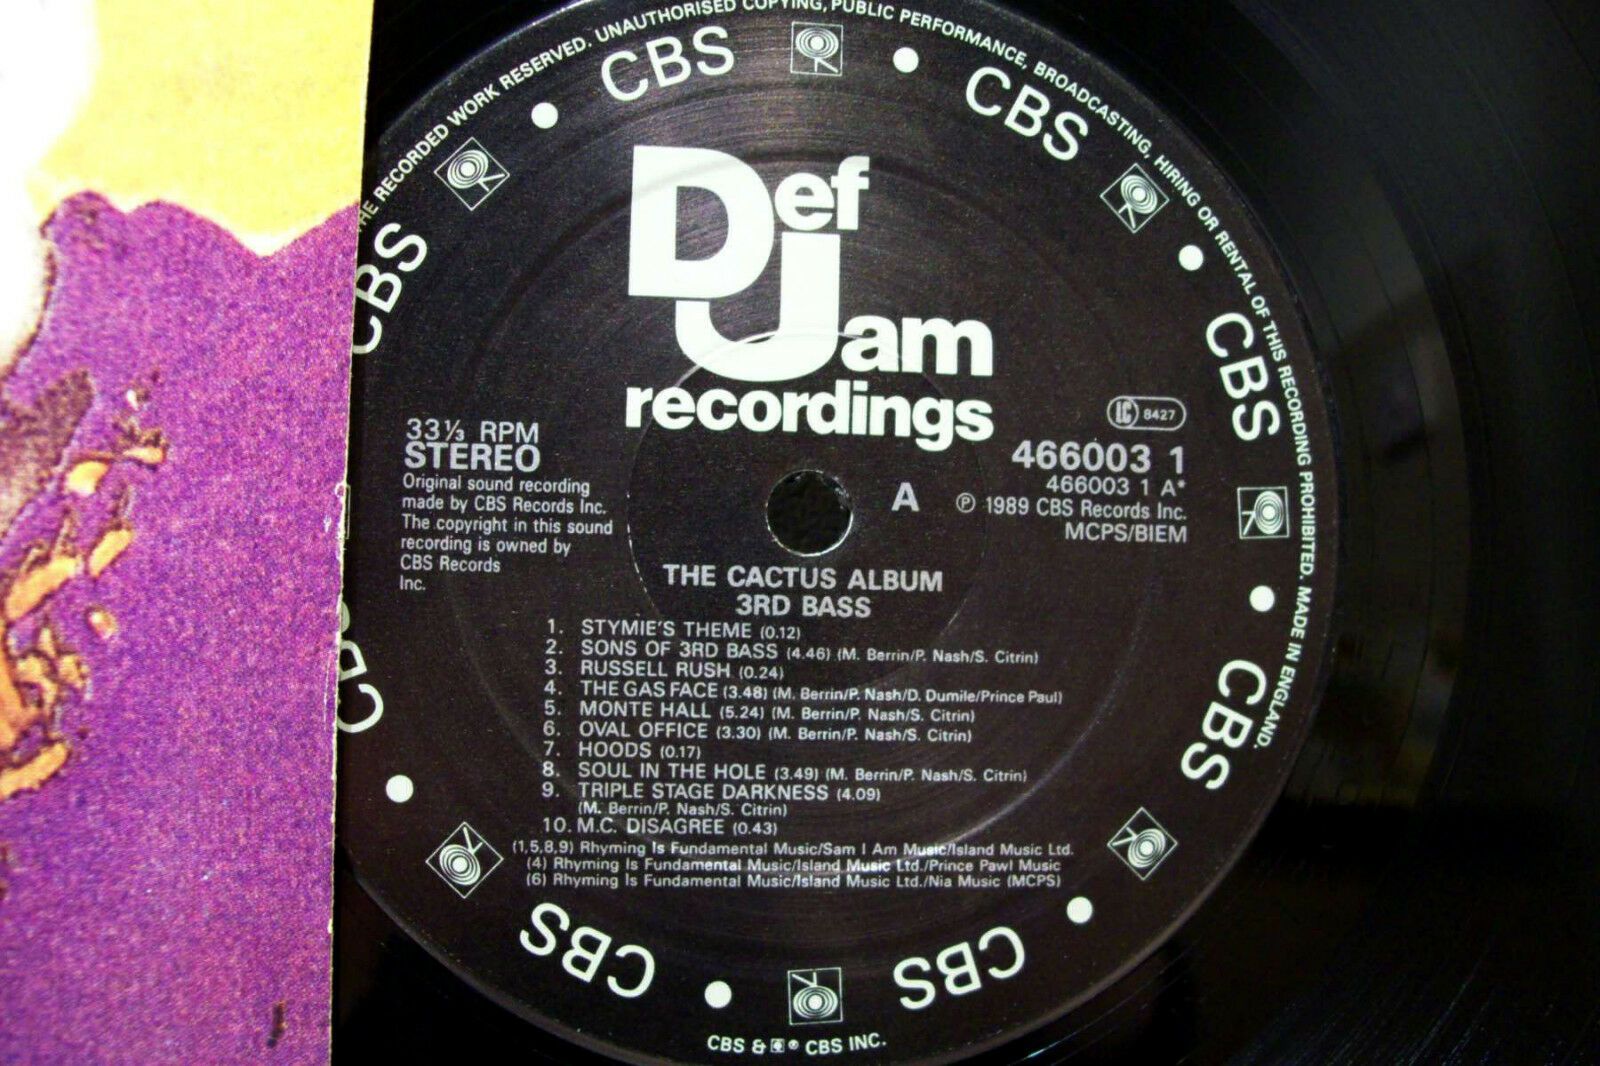 THE RECORDED WORK RESERVED. UNAUTHORISED COPYING, PUBLIC PERFORMANCE, BROADCASTING, HIRING OR RENTAL OF THIS RECORDING PROHIBITED. MADE IN ENGLAND.
CBS
CBS
CBS
CBS
CBS
CBS
CBS
CBS
CBS
Def
Jam
recordings
33⅓ RPM
STEREO
Original sound recording
made by CBS Records Inc.
The copyright in this sound
recording is owned by
CBS Records
Inc.
A
LC 8427
466003 1
466003 1 A*
℗ 1989 CBS Records Inc.
MCPS/BIEM
THE CACTUS ALBUM
3RD BASS
1. STYMIE'S THEME (0.12)
2. SONS OF 3RD BASS (4.46) (M. Berrin/P. Nash/S. Citrin)
3. RUSSELL RUSH (0.24)
4. THE GAS FACE (3.48) (M. Berrin/P. Nash/D. Dumile/Prince Paul)
5. MONTE HALL (5.24) (M. Berrin/P. Nash/S. Citrin)
6. OVAL OFFICE (3.30) (M. Berrin/P. Nash/S. Citrin)
7. HOODS (0.17)
8. SOUL IN THE HOLE (3.49) (M. Berrin/P. Nash/S. Citrin)
9. TRIPLE STAGE DARKNESS (4.09)
(M. Berrin/P. Nash/S. Citrin)
10. M.C. DISAGREE (0.43)
(1,5,8,9) Rhyming Is Fundamental Music/Sam I Am Music/Island Music Ltd.
(4) Rhyming Is Fundamental Music/Island Music Ltd./Prince Pawl Music
(6) Rhyming Is Fundamental Music/Island Music Ltd./Nia Music (MCPS)
CBS & ® CBS INC.